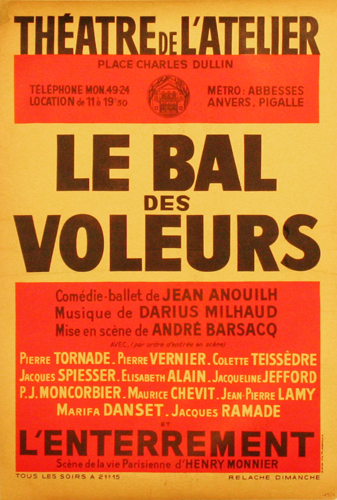 THÉATRE DE L'ATELIER
PLACE CHARLES DULLIN
TÉLÉPHONE MON.49-24
LOCATION de 11 à 19'30
MÉTRO: ABBESSES
ANVERS. PIGALLE
LE BAL
DES
VOLEURS
Comédie-ballet de JEAN ANOUILH
Musique de DARIUS MILHAUD
Mise en scène de ANDRÉ BARSACQ
AVEC.. (par ordre d'entrée en scène)
PIERRE TORNADE. PIERRE VERNIER. COLETTE TEISSÈDRE
JACQUES SPIESSER. ELISABETH ALAIN. JACQUELINE JEFFORD
P.J. MONCORBIER. MAURICE CHEVIT. JEAN-PIERRE LAMY
MARIFA DANSET. JACQUES RAMADE
ET
L'ENTERREMENT
Scène de la vie Parisienne d'HENRY MONNIER
TOUS LES SOIRS A 21H15
RELACHE DIMANCHE